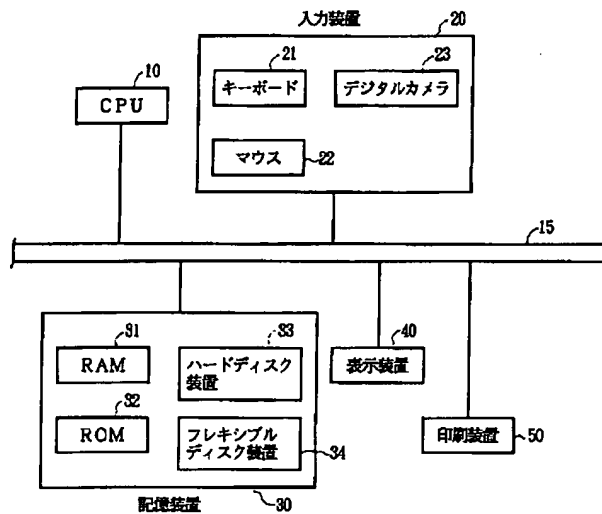 入力装置
20
21
キーボード
23
デジタルカメラ
10
CPU
マウス
22
15
31
RAM
33
ハードディスク
装置
40
表示装置
32
ROM
フレキシブル
ディスク装置
34
印刷装置
50
記憶装置
30